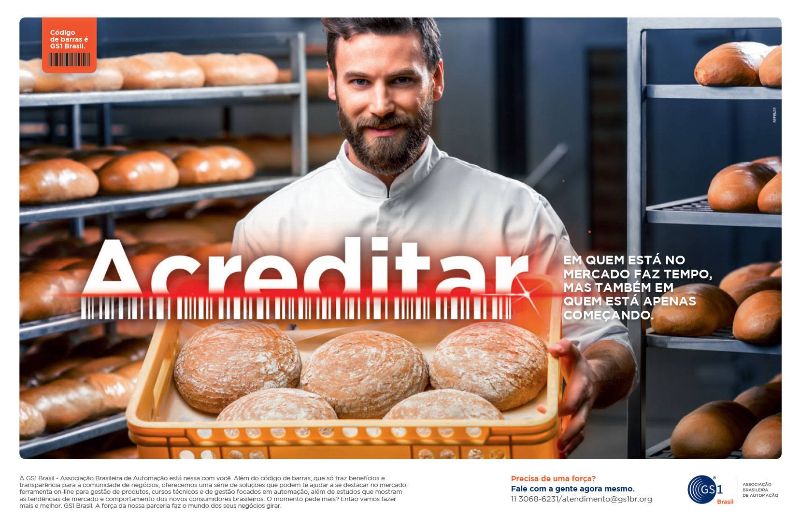 Código
de barras é
GS1 Brasil.
Acreditar
EM QUEM ESTÁ NO
MERCADO FAZ TEMPO,
MAS TAMBÉM EM
QUEM ESTÁ APENAS
COMEÇANDO.
A GS1 Brasil - Associação Brasileira de Automação está nessa com você. Além do código de barras, que só traz benefícios e
transparência para a comunidade de negócios, oferecemos uma série de soluções que podem te ajudar a se destacar no mercado,
ferramenta on-line para gestão de produtos, cursos técnicos e de gestão focados em automação, além de estudos que mostram
as tendências de mercado e comportamento dos novos consumidores brasileiros. O momento pede mais? Então vamos fazer
mais e melhor. GS1 Brasil. A força da nossa parceria faz o mundo dos seus negócios girar.
Precisa de uma força?
Fale com a gente agora mesmo.
11 3068-6231/atendimento@gs1br.org
GS1
Brasil
ASSOCIAÇÃO
BRASILEIRA
DE AUTOMAÇÃO